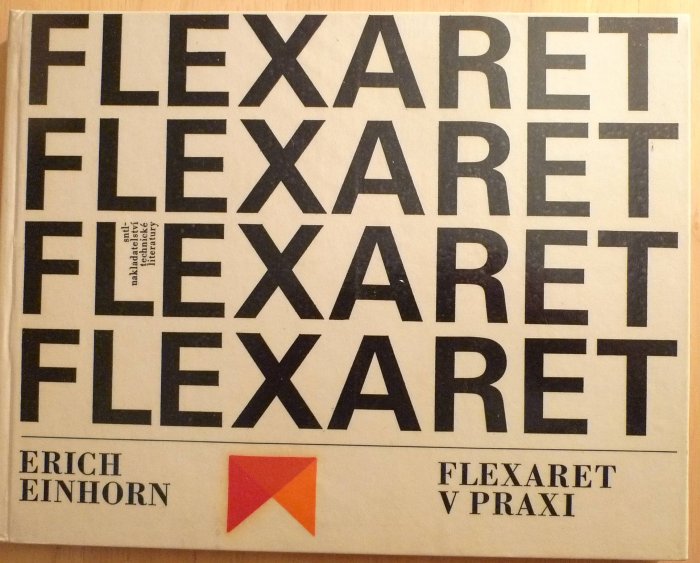 FLEXARET
FLEXARET
FLEXARET
sntl-
nakladatelství
technické
literatury
FLEXARET
ERICH
EINHORN
FLEXARET
V PRAXI